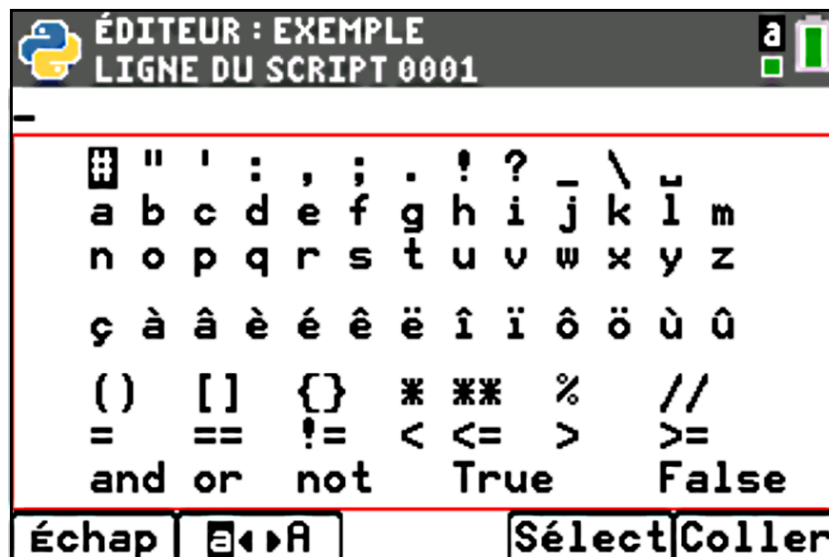 ÉDITEUR : EXEMPLE a
LIGNE DU SCRIPT 0001
_
# " ' : , ; . ! ? _ \ ␣
a b c d e f g h i j k l m
n o p q r s t u v w x y z
ç à â è é ê ë î ï ô ö ù û
() [] {} * ** % //
= == != < <= > >=
and or not True False
Échap a◂▸A Sélect Coller